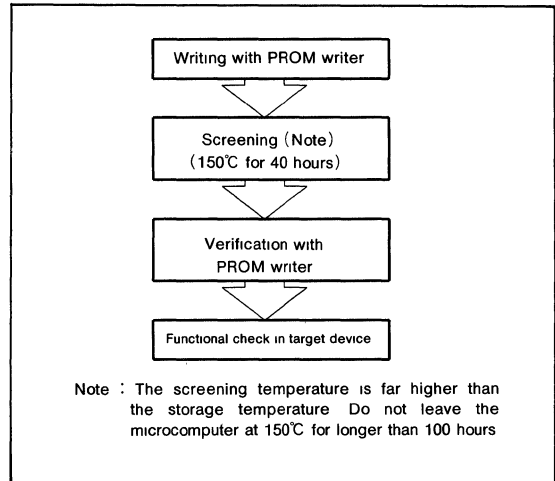 Writing with PROM writer
Screening (Note)
(150℃ for 40 hours)
Verification with
PROM writer
Functional check in target device
Note : The screening temperature is far higher than
the storage temperature Do not leave the
microcomputer at 150℃ for longer than 100 hours